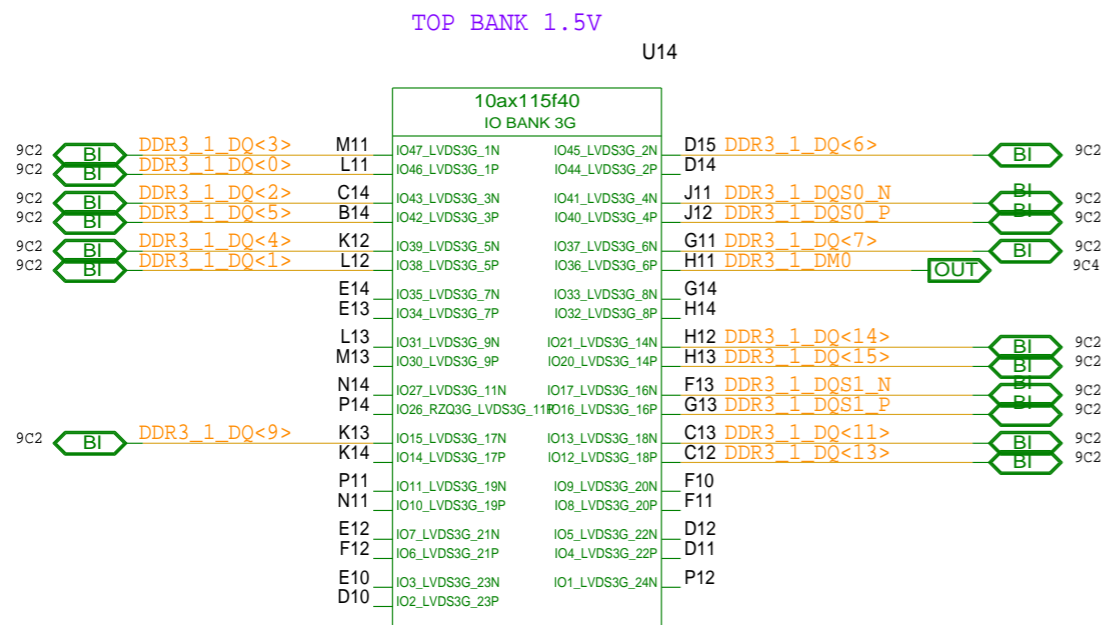 TOP BANK 1.5V
U14
10ax115f40
IO BANK 3G
9C2 BI DDR3_1_DQ<3> M11 IO47_LVDS3G_1N IO45_LVDS3G_2N D15 DDR3_1_DQ<6> BI 9C2
9C2 BI DDR3_1_DQ<0> L11 IO46_LVDS3G_1P IO44_LVDS3G_2P D14
9C2 BI DDR3_1_DQ<2> C14 IO43_LVDS3G_3N IO41_LVDS3G_4N J11 DDR3_1_DQS0_N BI 9C2
9C2 BI DDR3_1_DQ<5> B14 IO42_LVDS3G_3P IO40_LVDS3G_4P J12 DDR3_1_DQS0_P BI 9C2
9C2 BI DDR3_1_DQ<4> K12 IO39_LVDS3G_5N IO37_LVDS3G_6N G11 DDR3_1_DQ<7> BI 9C2
9C2 BI DDR3_1_DQ<1> L12 IO38_LVDS3G_5P IO36_LVDS3G_6P H11 DDR3_1_DM0 OUT 9C4
E14 IO35_LVDS3G_7N IO33_LVDS3G_8N G14
E13 IO34_LVDS3G_7P IO32_LVDS3G_8P H14
L13 IO31_LVDS3G_9N IO21_LVDS3G_14N H12 DDR3_1_DQ<14> BI 9C2
M13 IO30_LVDS3G_9P IO20_LVDS3G_14P H13 DDR3_1_DQ<15> BI 9C2
N14 IO27_LVDS3G_11N IO17_LVDS3G_16N F13 DDR3_1_DQS1_N BI 9C2
P14 IO26_RZQ3G_LVDS3G_11P IO16_LVDS3G_16P G13 DDR3_1_DQS1_P BI 9C2
9C2 BI DDR3_1_DQ<9> K13 IO15_LVDS3G_17N IO13_LVDS3G_18N C13 DDR3_1_DQ<11> BI 9C2
K14 IO14_LVDS3G_17P IO12_LVDS3G_18P C12 DDR3_1_DQ<13> BI 9C2
P11 IO11_LVDS3G_19N IO9_LVDS3G_20N F10
N11 IO10_LVDS3G_19P IO8_LVDS3G_20P F11
E12 IO7_LVDS3G_21N IO5_LVDS3G_22N D12
F12 IO6_LVDS3G_21P IO4_LVDS3G_22P D11
E10 IO3_LVDS3G_23N IO1_LVDS3G_24N P12
D10 IO2_LVDS3G_23P